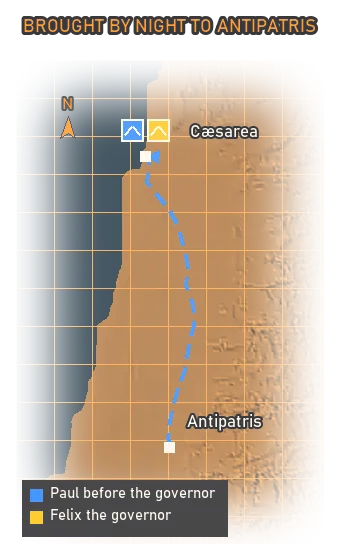 BROUGHT BY NIGHT TO ANTIPATRIS
N
Cæsarea
Antipatris
Paul before the governor
Felix the governor